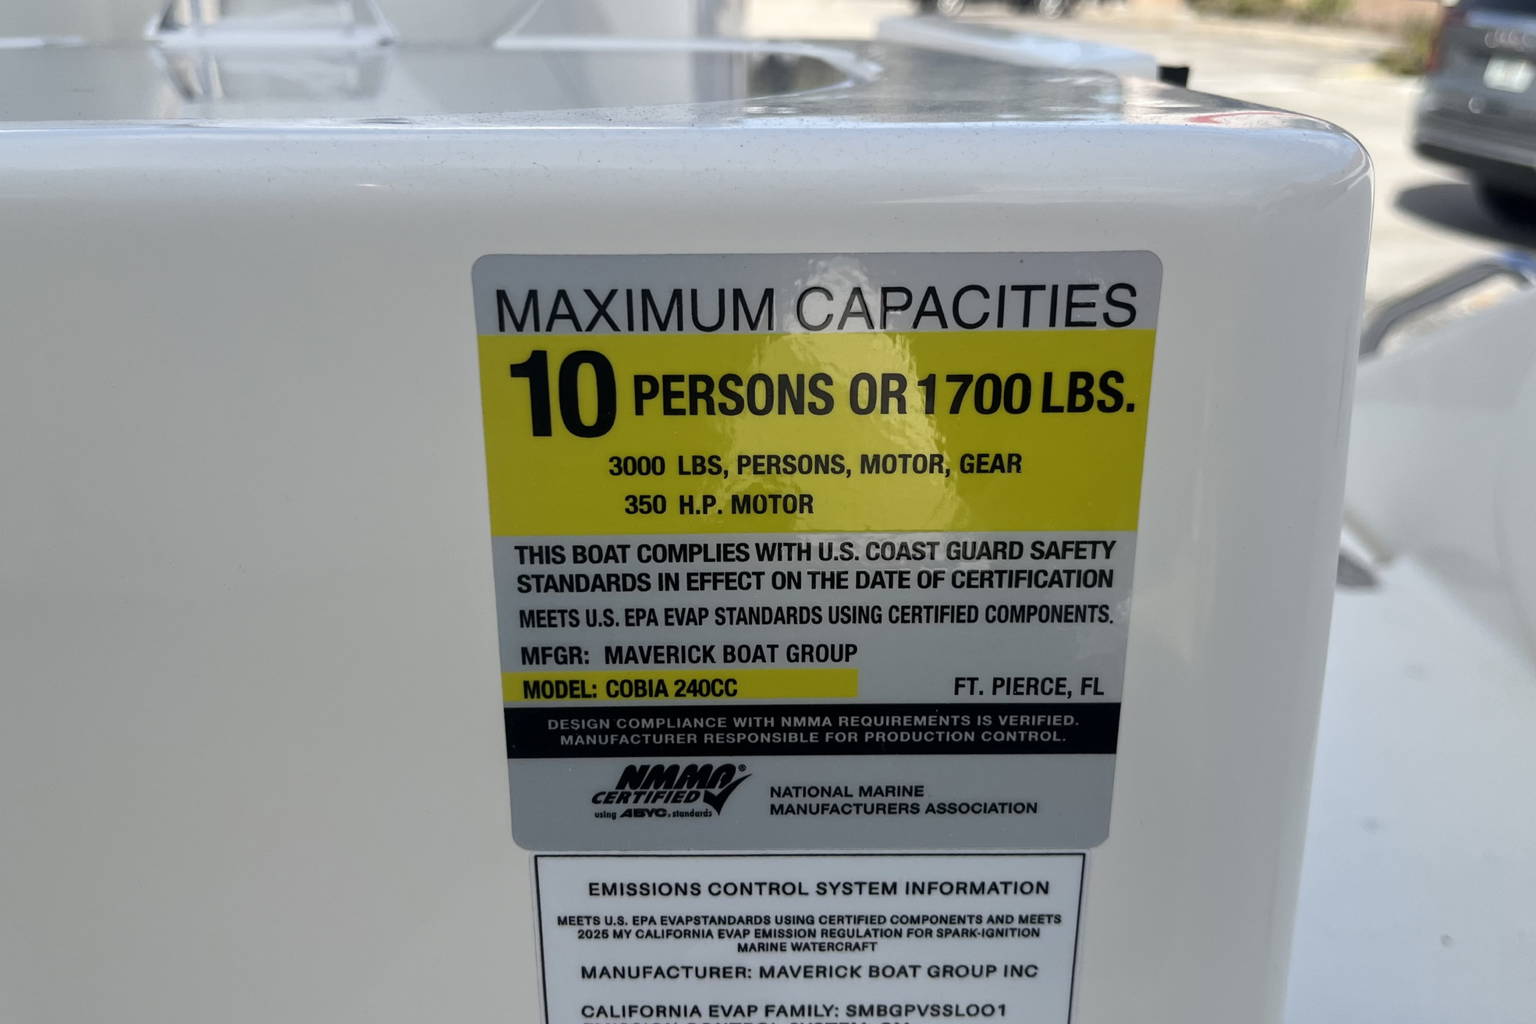 MAXIMUM CAPACITIES
10 PERSONS OR 1700 LBS.
3000 LBS, PERSONS, MOTOR, GEAR
350 H.P. MOTOR
THIS BOAT COMPLIES WITH U.S. COAST GUARD SAFETY
STANDARDS IN EFFECT ON THE DATE OF CERTIFICATION
MEETS U.S. EPA EVAP STANDARDS USING CERTIFIED COMPONENTS.
MFGR: MAVERICK BOAT GROUP
MODEL: COBIA 240CC FT. PIERCE, FL
DESIGN COMPLIANCE WITH NMMA REQUIREMENTS IS VERIFIED.
MANUFACTURER RESPONSIBLE FOR PRODUCTION CONTROL.
NMMA®
CERTIFIED
using ABYC® standards
NATIONAL MARINE
MANUFACTURERS ASSOCIATION
EMISSIONS CONTROL SYSTEM INFORMATION
MEETS U.S. EPA EVAPSTANDARDS USING CERTIFIED COMPONENTS AND MEETS
2025 MY CALIFORNIA EVAP EMISSION REGULATION FOR SPARK-IGNITION
MARINE WATERCRAFT
MANUFACTURER: MAVERICK BOAT GROUP INC
CALIFORNIA EVAP FAMILY: SMBGPVSSLOO1